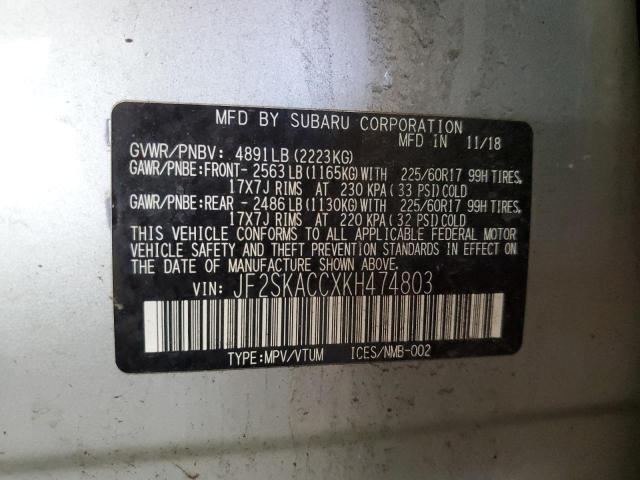 MFD BY SUBARU CORPORATION
MFD IN 11/18
GVWR/PNBV: 4891LB(2223KG)
GAWR/PNBE:FRONT- 2563LB(1165KG)WITH 225/60R17 99H TIRES,
17X7J RIMS AT 230 KPA(33 PSI)COLD
GAWR/PNBE:REAR - 2486LB(1130KG)WITH 225/60R17 99H TIRES,
17X7J RIMS AT 220 KPA(32 PSI)COLD
THIS VEHICLE CONFORMS TO ALL APPLICABLE FEDERAL MOTOR
VEHICLE SAFETY AND THEFT PREVENTION STANDARDS IN EFFECT ON
THE DATE OF MANUFACTURE SHOWN ABOVE.
VIN: JF2SKACCXKH474803
TYPE:MPV/VTUM ICES/NMB-002